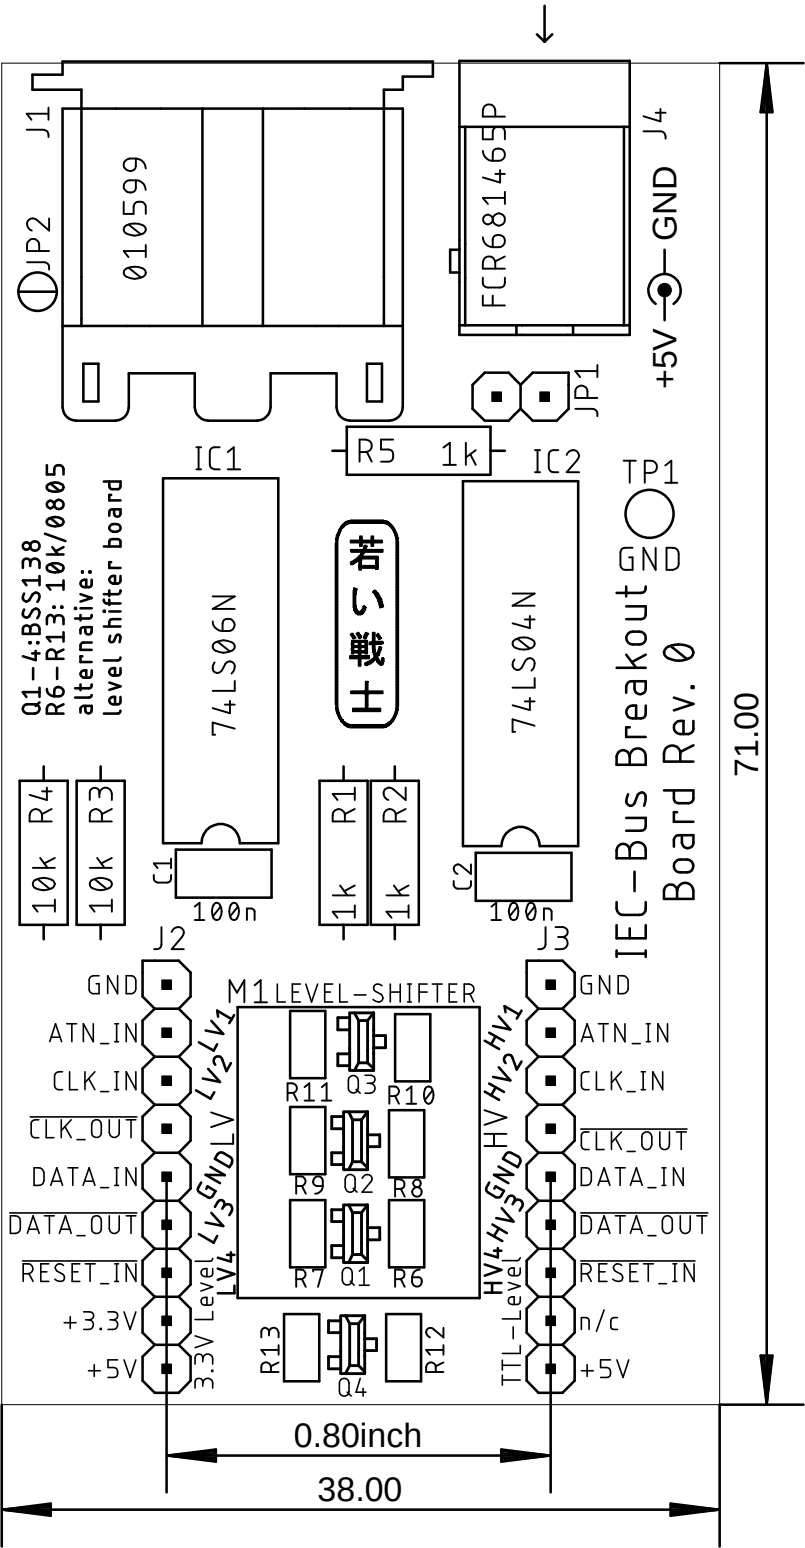 J1
010599
JP2
FCR681465P
J4
GND
+5V
JP1
R5 1k
IC1
IC2
TP1
GND
Q1-4:BSS138
R6-R13: 10k/0805
alternative:
level shifter board
74LS06N
若い戦士
74LS04N
IEC-Bus Breakout
Board Rev. 0
71.00
10k R4
10k R3
1k R1
1k R2
C1
100n
C2
100n
J2
J3
M1 LEVEL-SHIFTER
GND
ATN_IN
CLK_IN
CLK_OUT
DATA_IN
DATA_OUT
RESET_IN
+3.3V
+5V
LV1
LV2
LV
GND
LV3
LV4
3.3V Level
R11
Q3
R10
R9
Q2
R8
R7
Q1
R6
R13
Q4
R12
HV1
HV2
HV
GND
HV3
HV4
TTL-Level
GND
ATN_IN
CLK_IN
CLK_OUT
DATA_IN
DATA_OUT
RESET_IN
n/c
+5V
0.80inch
38.00